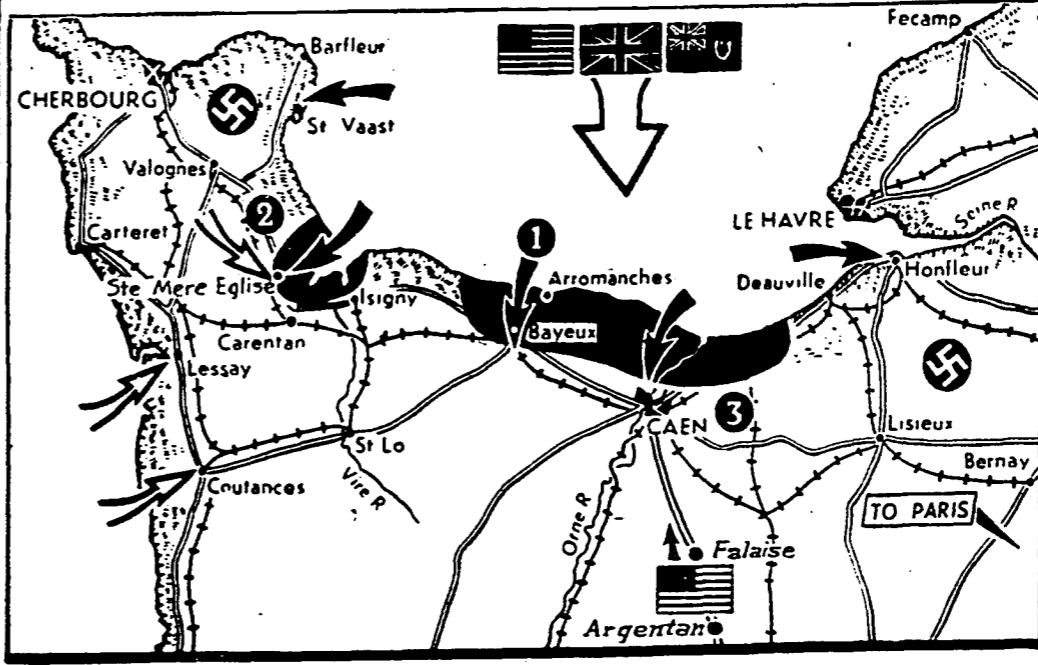 Fecamp
Barfleur
CHERBOURG
St Vaast
Valognes
2
LE HAVRE
Seine R
Carteret
1
Arromanches
Honfleur
Deauville
Ste Mere Eglise
Isigny
Bayeux
Carentan
Lessay
3
CAEN
Lisieux
St Lo
Bernay
Coutances
Vire R
TO PARIS
Orne R
Falaise
Argentan